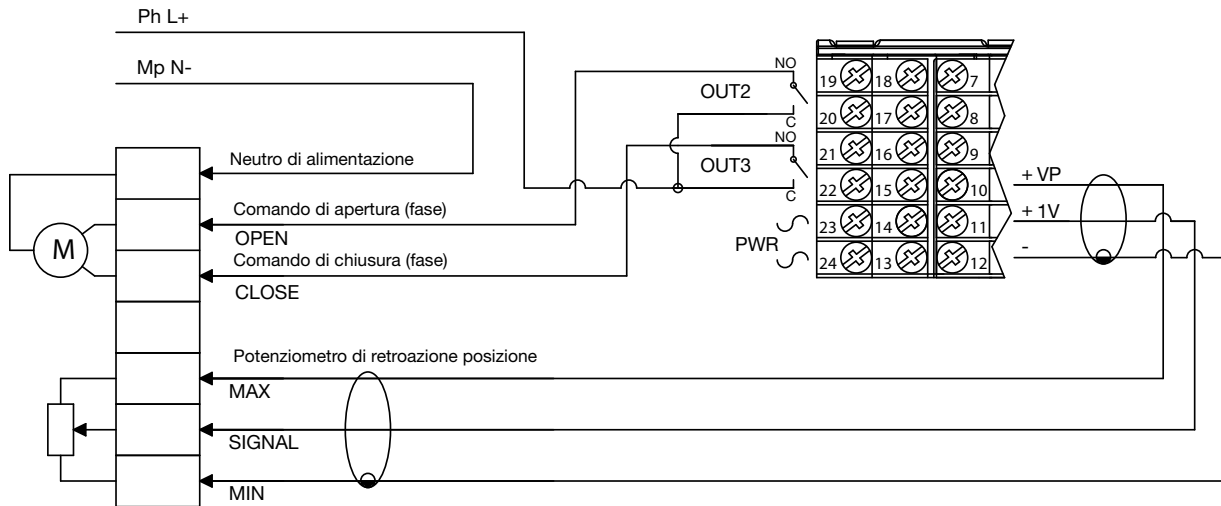 Ph L+
Mp N-
Neutro di alimentazione
Comando di apertura (fase)
OPEN
Comando di chiusura (fase)
CLOSE
M
Potenziometro di retroazione posizione
MAX
SIGNAL
MIN
NO
OUT2
C
NO
OUT3
C
PWR
19 18 7
20 17 8
21 16 9
22 15 10
23 14 11
24 13 12
+ VP
+ 1V
-